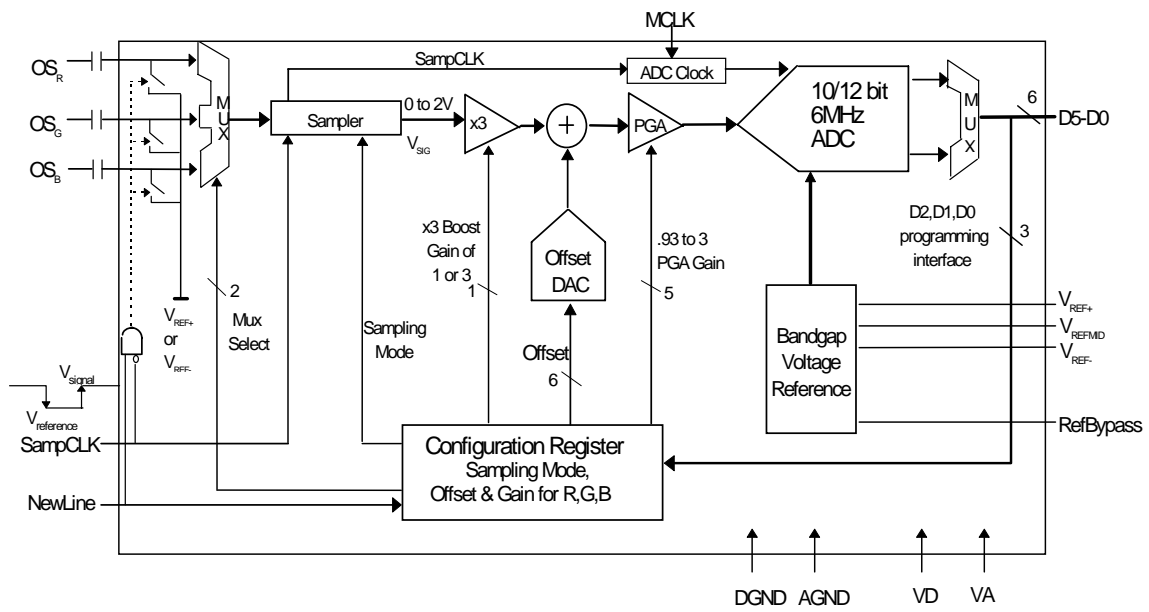 MCLK
OSR
OSG
OSB
MUX
SampCLK
ADC Clock
Sampler
0 to 2V
VSIG
x3
+
PGA
10/12 bit
6MHz
ADC
MUX
6
D5-D0
D2,D1,D0
programming
interface
3
x3 Boost
Gain of
1 or 3
1
Offset
DAC
.93 to 3
PGA Gain
5
2
Mux
Select
VREF+
or
VREF-
Sampling
Mode
Offset
6
Bandgap
Voltage
Reference
VREF+
VREFMID
VREF-
RefBypass
Vsignal
Vreference
SampCLK
NewLine
Configuration Register
Sampling Mode,
Offset & Gain for R,G,B
DGND
AGND
VD
VA